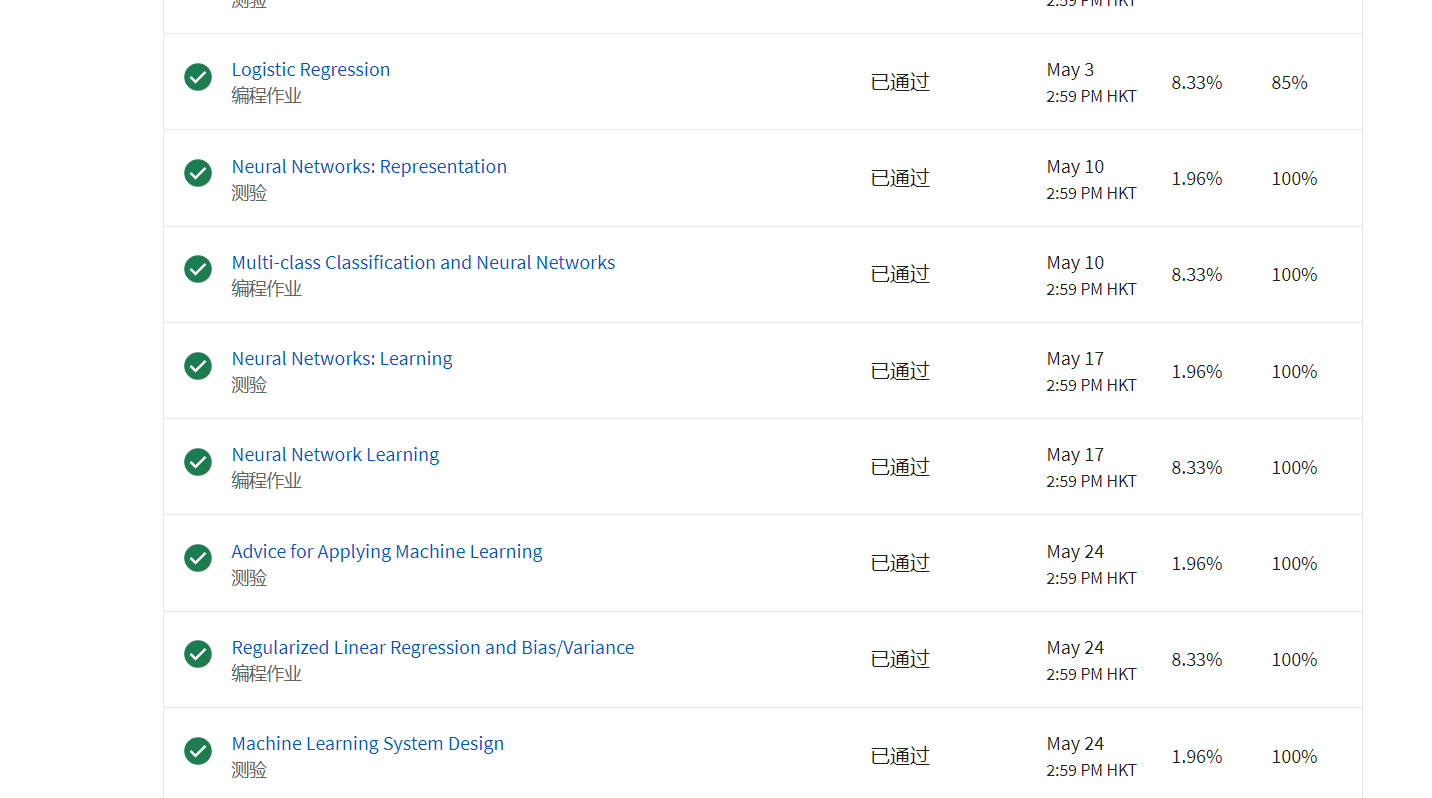 测验
2:59 PM HKT
Logistic Regression
编程作业
已通过
May 3
2:59 PM HKT
8.33%
85%
Neural Networks: Representation
测验
已通过
May 10
2:59 PM HKT
1.96%
100%
Multi-class Classification and Neural Networks
编程作业
已通过
May 10
2:59 PM HKT
8.33%
100%
Neural Networks: Learning
测验
已通过
May 17
2:59 PM HKT
1.96%
100%
Neural Network Learning
编程作业
已通过
May 17
2:59 PM HKT
8.33%
100%
Advice for Applying Machine Learning
测验
已通过
May 24
2:59 PM HKT
1.96%
100%
Regularized Linear Regression and Bias/Variance
编程作业
已通过
May 24
2:59 PM HKT
8.33%
100%
Machine Learning System Design
测验
已通过
May 24
2:59 PM HKT
1.96%
100%